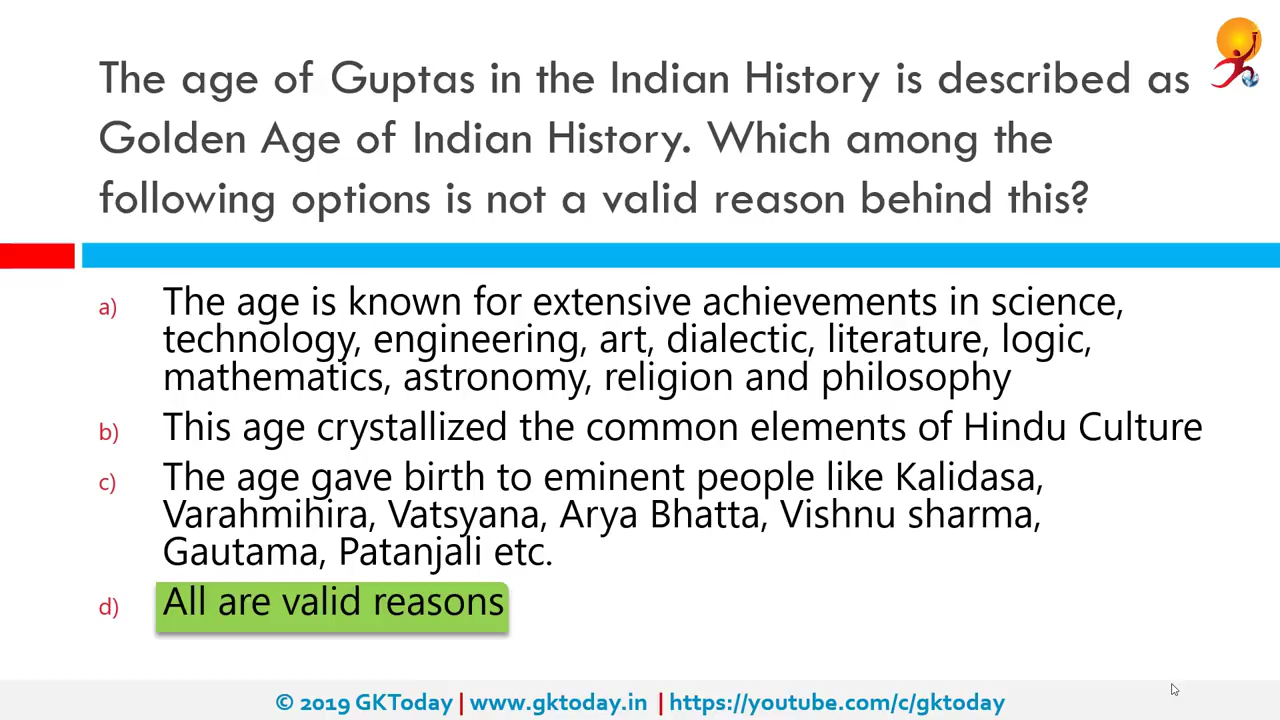 The age of Guptas in the Indian History is described as
Golden Age of Indian History. Which among the
following options is not a valid reason behind this?
a) The age is known for extensive achievements in science,
technology, engineering, art, dialectic, literature, logic,
mathematics, astronomy, religion and philosophy
b) This age crystallized the common elements of Hindu Culture
c) The age gave birth to eminent people like Kalidasa,
Varahmihira, Vatsyana, Arya Bhatta, Vishnu sharma,
Gautama, Patanjali etc.
d) All are valid reasons
© 2019 GKToday | www.gktoday.in | https://youtube.com/c/gktoday